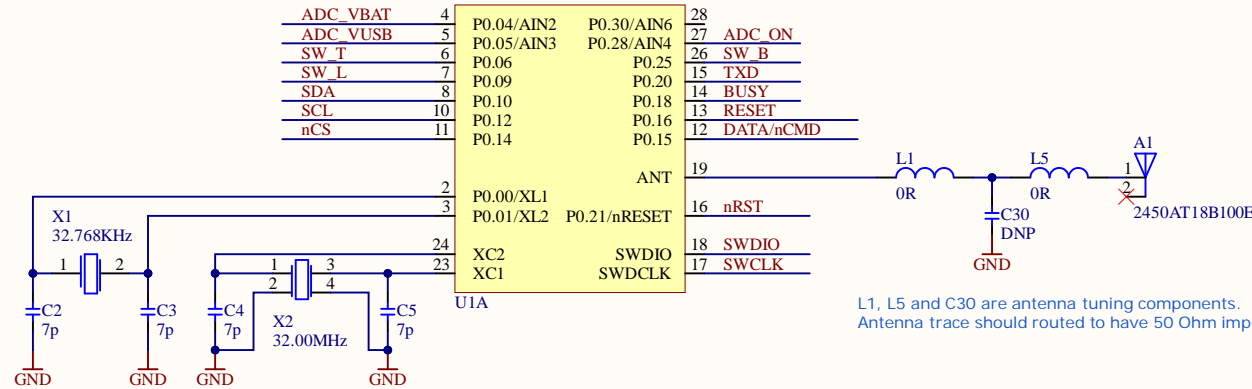 ADC_VBAT 4 P0.04/AIN2 P0.30/AIN6 28
ADC_VUSB 5 P0.05/AIN3 P0.28/AIN4 27 ADC_ON
SW_T 6 P0.06 P0.25 26 SW_B
SW_L 7 P0.09 P0.20 15 TXD
SDA 8 P0.10 P0.18 14 BUSY
SCL 10 P0.12 P0.16 13 RESET
nCS 11 P0.14 P0.15 12 DATA/nCMD
A1
L1 L5
ANT 19 1
0R 0R
2 P0.00/XL1 2
3 P0.01/XL2 P0.21/nRESET 16 nRST
2450AT18B100E
C30
DNP
GND
X1
32.768KHz
24 XC2 SWDIO 18 SWDIO
1 2 1 3 23 XC1 SWDCLK 17 SWCLK
2 4
U1A
C2 C3 C4 C5
7p 7p 7p 7p
X2
32.00MHz
GND GND GND GND
L1, L5 and C30 are antenna tuning components.
Antenna trace should routed to have 50 Ohm imp